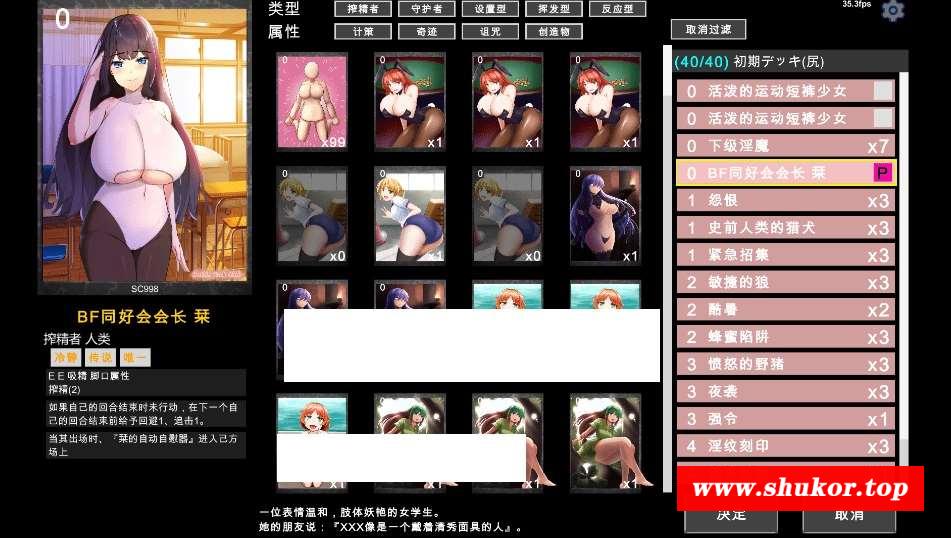 类型
搾精者
守护者
设置型
挥发型
反应型
属性
计策
奇迹
诅咒
创造物
35.3fps
取消过滤
(40/40) 初期デッキ(尻)
0 活泼的运动短裤少女
0 活泼的运动短裤少女
0 下级淫魔 x7
0 BF同好会会长 栞 P
1 怨恨 x3
1 史前人类的猎犬 x3
1 紧急招集 x3
2 敏捷的狼 x3
2 酷暑 x2
2 蜂蜜陷阱 x3
3 愤怒的野猪 x3
3 夜袭 x3
3 强令 x1
4 淫纹刻印 x3
www.shukor.top
决定
取消
0
SC998
BF同好会会长 栞
搾精者 人类
冷静 传说 唯一
ＥＥ吸精 脚口属性
搾精(2)
如果自己的回合结束时未行动，在下一个自
己的回合结束前给予回避1、追击1。
当其出场时、『栞的自动自慰器』进入己方
场上
0 x99
0 x1
0 x1
0 x1
0 x0
0 x1
0 x0
0 x1
0
0
0
0
0 x1
0 x1
0 x1
0 x1
一位表情温和，肢体妖艳的女学生。
她的朋友说；『XXX像是一个戴着清秀面具的人』。